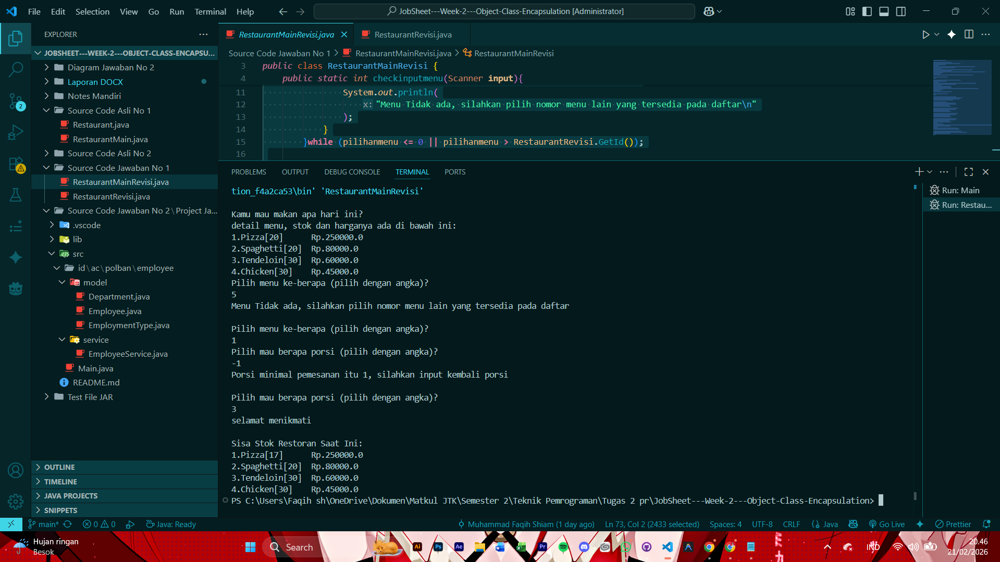 File Edit Selection View Go Run Terminal Help
JobSheet---Week-2---Object-Class-Encapsulation [Administrator]
EXPLORER
JOBSHEET---WEEK-2---OBJECT-CLASS-ENCAPSU...
Diagram Jawaban No 2
Laporan DOCX
Notes Mandiri
Source Code Asli No 1
Restaurant.java
RestaurantMain.java
Source Code Asli No 2
Source Code Jawaban No 1
RestaurantMainRevisi.java
RestaurantRevisi.java
Source Code Jawaban No 2\Project Ja...
.vscode
lib
src
id\ac\polban\employee
model
Department.java
Employee.java
EmploymentType.java
service
EmployeeService.java
Main.java
README.md
Test File JAR
OUTLINE
TIMELINE
JAVA PROJECTS
SNIPPETS
2
RestaurantMainRevisi.java
RestaurantRevisi.java
Source Code Jawaban No 1 > RestaurantMainRevisi.java > RestaurantMainRevisi
3 public class RestaurantMainRevisi {
4 public static int checkinputmenu(Scanner input){
11 System.out.println(
12 x: "Menu Tidak ada, silahkan pilih nomor menu lain yang tersedia pada daftar\n"
13 );
14 }
15 }while (pilihanmenu <= 0 || pilihanmenu > RestaurantRevisi.GetId());
16
PROBLEMS OUTPUT DEBUG CONSOLE TERMINAL PORTS
tion_f4a2ca53\bin' 'RestaurantMainRevisi'
Kamu mau makan apa hari ini?
detail menu, stok dan harganya ada di bawah ini:
1.Pizza[20] Rp.250000.0
2.Spaghetti[20] Rp.80000.0
3.Tendeloin[30] Rp.60000.0
4.Chicken[30] Rp.45000.0
Pilih menu ke-berapa (pilih dengan angka)?
5
Menu Tidak ada, silahkan pilih nomor menu lain yang tersedia pada daftar
Pilih menu ke-berapa (pilih dengan angka)?
1
Pilih mau berapa porsi (pilih dengan angka)?
-1
Porsi minimal pemesanan itu 1, silahkan input kembali porsi
Pilih mau berapa porsi (pilih dengan angka)?
3
selamat menikmati
Sisa Stok Restoran Saat Ini:
1.Pizza[17] Rp.250000.0
2.Spaghetti[20] Rp.80000.0
3.Tendeloin[30] Rp.60000.0
4.Chicken[30] Rp.45000.0
PS C:\Users\Faqih sh\OneDrive\Dokumen\Matkul JTK\Semester 2\Teknik Pemrograman\Tugas 2 pr\JobSheet---Week-2---Object-Class-Encapsulation>
Run: Main
Run: Restau...
main* 0 0 Java: Ready
Muhammad Faqih Shiam (1 day ago) Ln 73, Col 2 (2433 selected) Spaces: 4 UTF-8 CRLF Java Go Live Prettier
Hujan ringan
Besok
Search
Ai
Ps
Ae
Pr
IND
20.46
21/02/2026